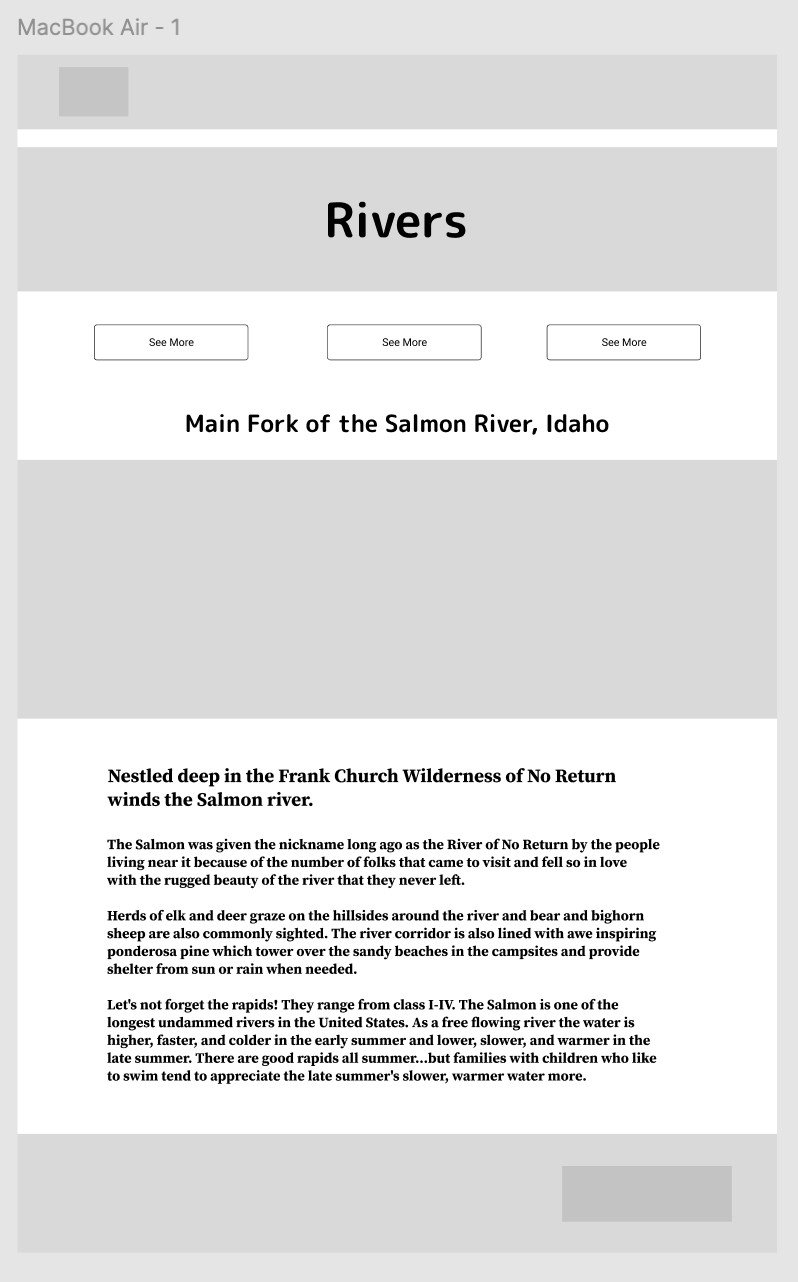 MacBook Air - 1
Rivers
See More
See More
See More
Main Fork of the Salmon River, Idaho
Nestled deep in the Frank Church Wilderness of No Return
winds the Salmon river.
The Salmon was given the nickname long ago as the River of No Return by the people
living near it because of the number of folks that came to visit and fell so in love
with the rugged beauty of the river that they never left.
Herds of elk and deer graze on the hillsides around the river and bear and bighorn
sheep are also commonly sighted. The river corridor is also lined with awe inspiring
ponderosa pine which tower over the sandy beaches in the campsites and provide
shelter from sun or rain when needed.
Let's not forget the rapids! They range from class I-IV. The Salmon is one of the
longest undammed rivers in the United States. As a free flowing river the water is
higher, faster, and colder in the early summer and lower, slower, and warmer in the
late summer. There are good rapids all summer...but families with children who like
to swim tend to appreciate the late summer's slower, warmer water more.